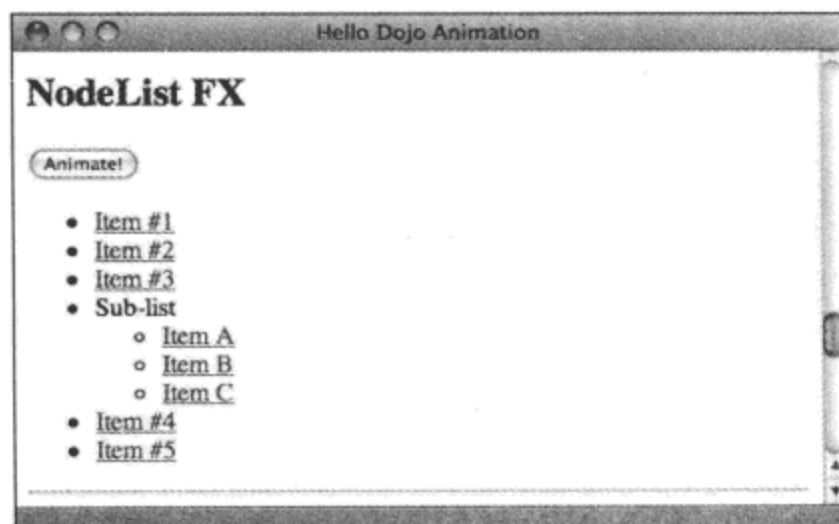 Hello Dojo Animation
NodeList FX
Animate!
Item #1
Item #2
Item #3
Sub-list
Item A
Item B
Item C
Item #4
Item #5